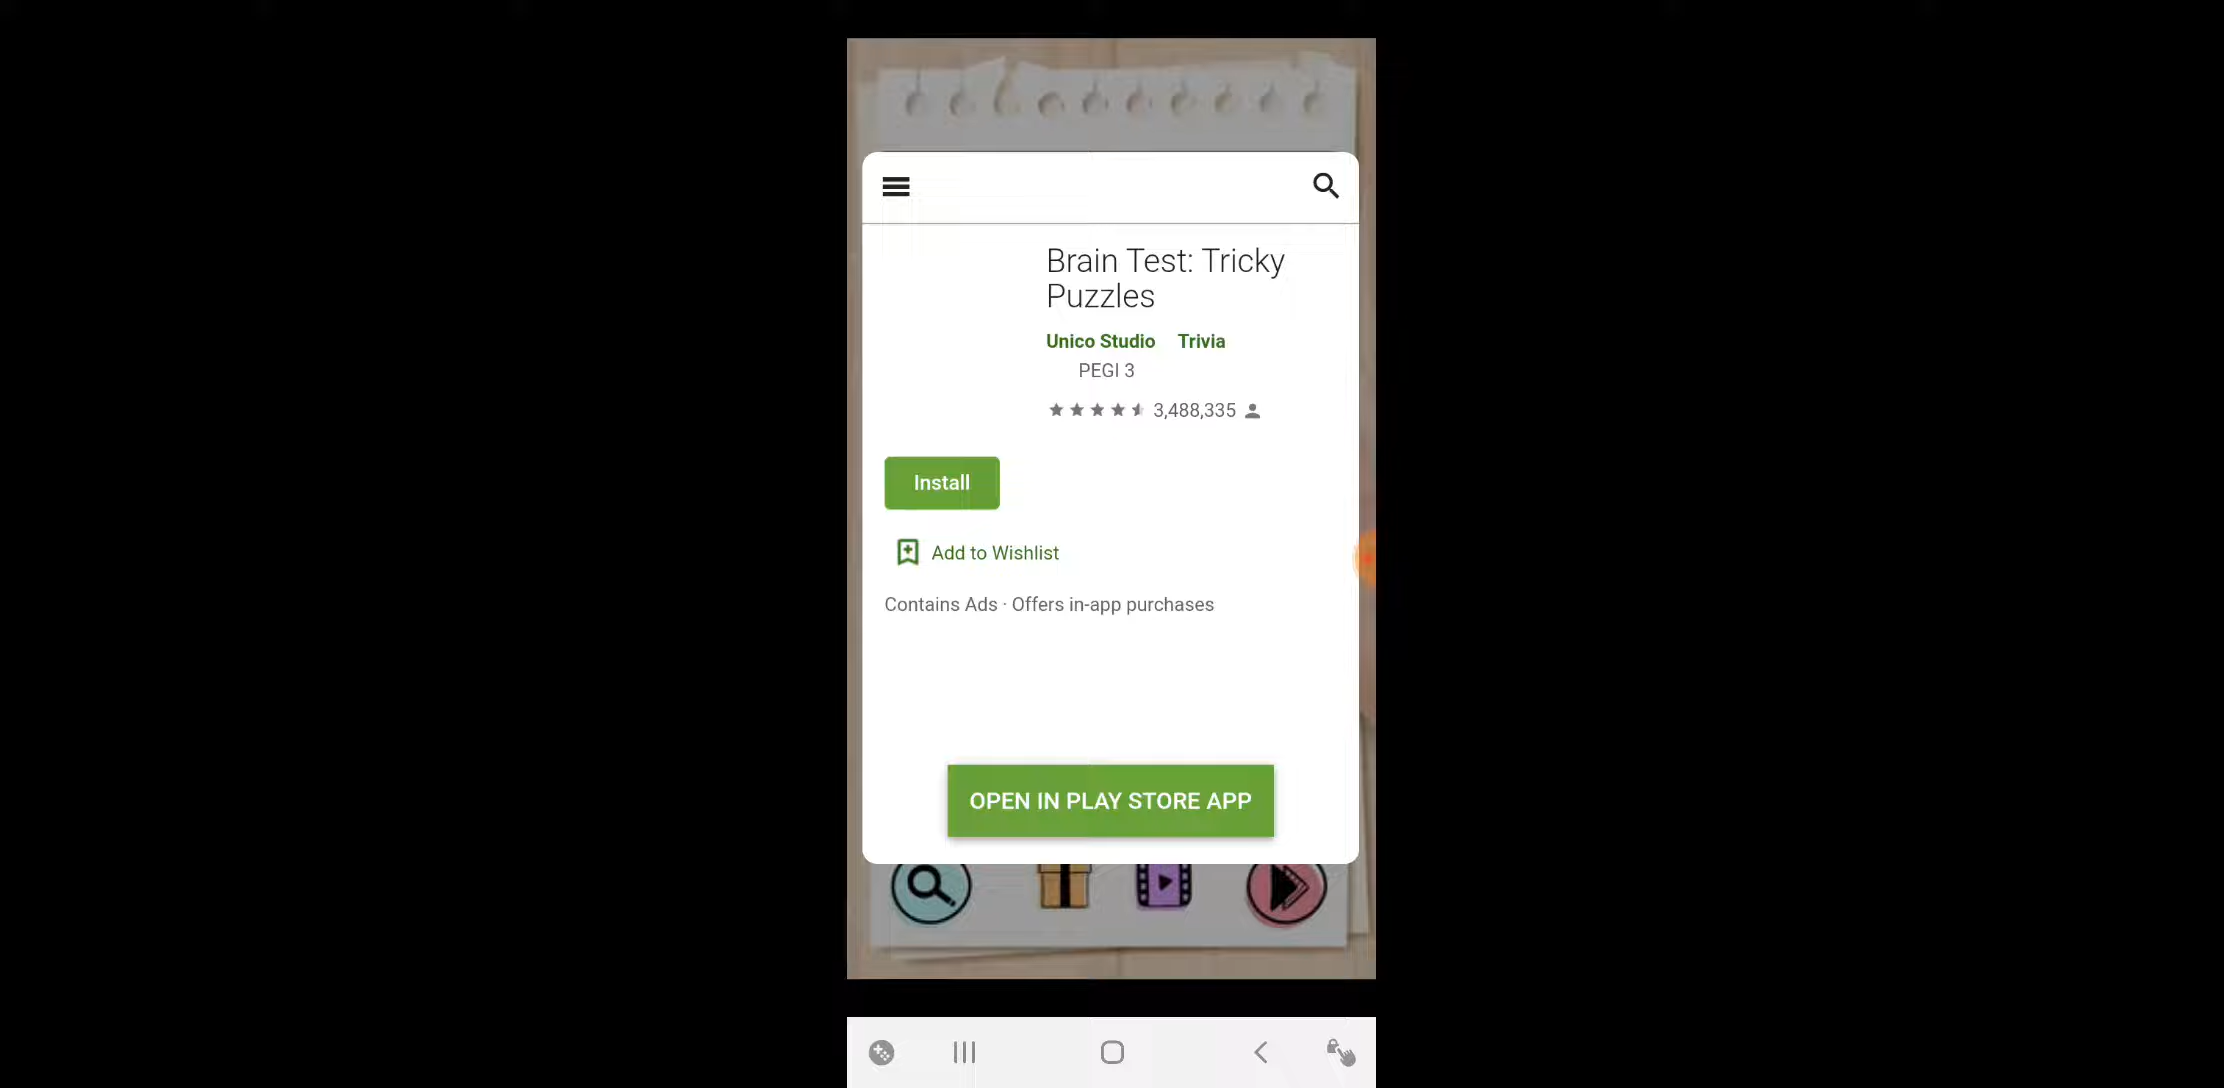 Brain Test: Tricky
Puzzles
Unico Studio Trivia
PEGI 3
3,488,335
Install
Add to Wishlist
Contains Ads · Offers in-app purchases
OPEN IN PLAY STORE APP